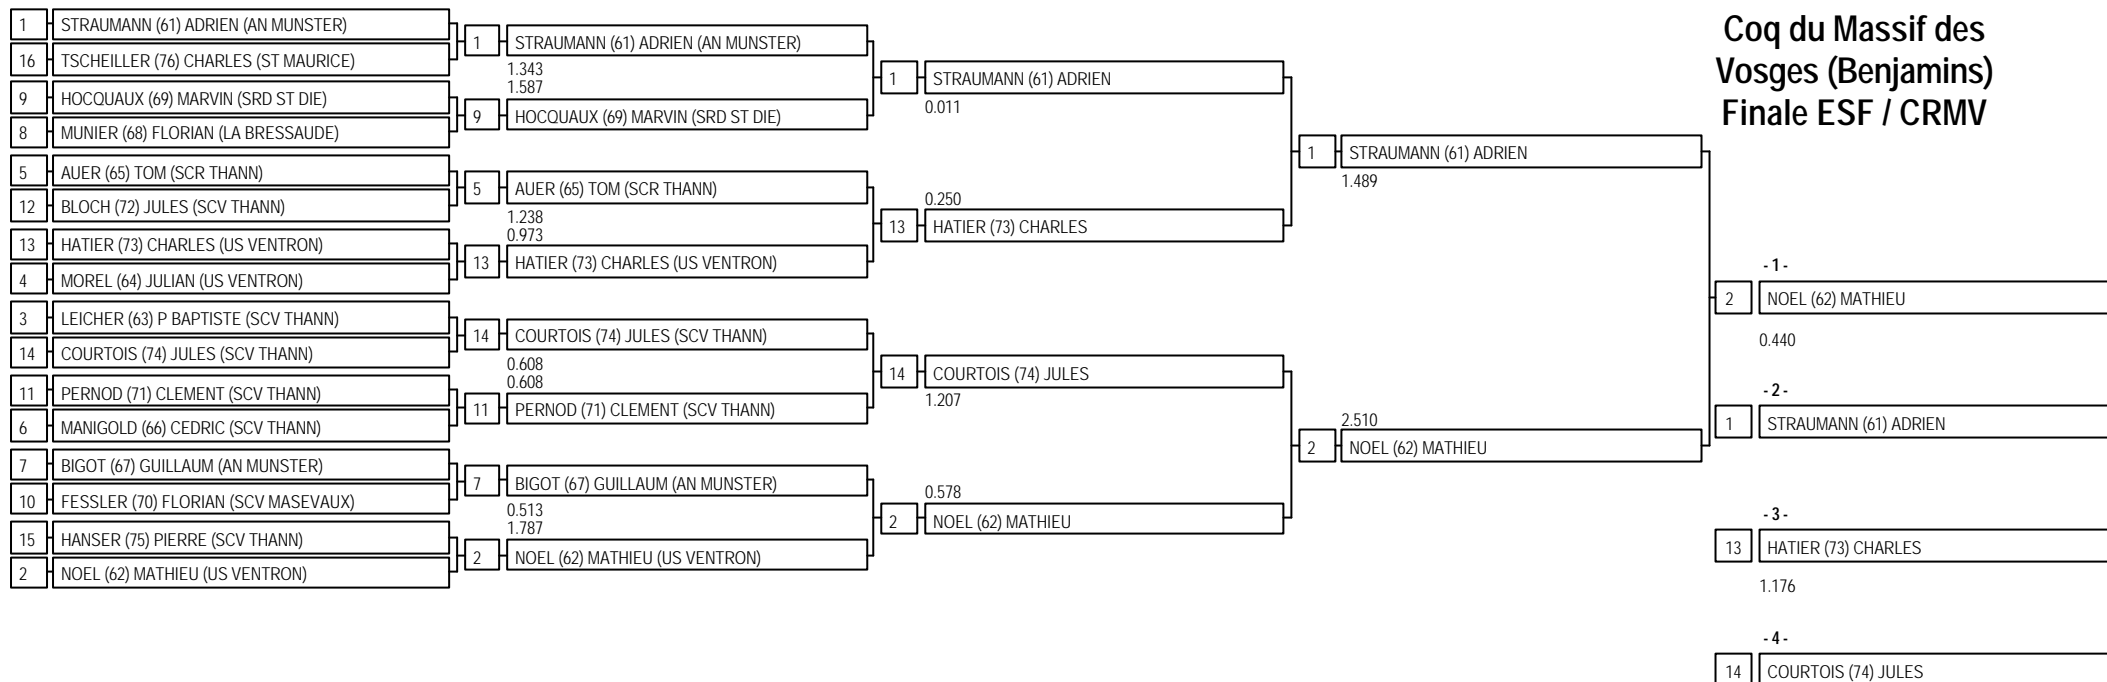 Coq du Massif des
Vosges (Benjamins)
Finale ESF / CRMV
1 STRAUMANN (61) ADRIEN (AN MUNSTER)
16 TSCHEILLER (76) CHARLES (ST MAURICE)
9 HOCQUAUX (69) MARVIN (SRD ST DIE)
8 MUNIER (68) FLORIAN (LA BRESSAUDE)
5 AUER (65) TOM (SCR THANN)
12 BLOCH (72) JULES (SCV THANN)
13 HATIER (73) CHARLES (US VENTRON)
4 MOREL (64) JULIAN (US VENTRON)
3 LEICHER (63) P BAPTISTE (SCV THANN)
14 COURTOIS (74) JULES (SCV THANN)
11 PERNOD (71) CLEMENT (SCV THANN)
6 MANIGOLD (66) CEDRIC (SCV THANN)
7 BIGOT (67) GUILLAUM (AN MUNSTER)
10 FESSLER (70) FLORIAN (SCV MASEVAUX)
15 HANSER (75) PIERRE (SCV THANN)
2 NOEL (62) MATHIEU (US VENTRON)
1 STRAUMANN (61) ADRIEN (AN MUNSTER)
1.343
1.587
9 HOCQUAUX (69) MARVIN (SRD ST DIE)
5 AUER (65) TOM (SCR THANN)
1.238
0.973
13 HATIER (73) CHARLES (US VENTRON)
14 COURTOIS (74) JULES (SCV THANN)
0.608
0.608
11 PERNOD (71) CLEMENT (SCV THANN)
7 BIGOT (67) GUILLAUM (AN MUNSTER)
0.513
1.787
2 NOEL (62) MATHIEU (US VENTRON)
1 STRAUMANN (61) ADRIEN
0.011
0.250
13 HATIER (73) CHARLES
14 COURTOIS (74) JULES
1.207
0.578
2 NOEL (62) MATHIEU
1 STRAUMANN (61) ADRIEN
1.489
2.510
2 NOEL (62) MATHIEU
- 1 -
2 NOEL (62) MATHIEU
0.440
- 2 -
1 STRAUMANN (61) ADRIEN
- 3 -
13 HATIER (73) CHARLES
1.176
- 4 -
14 COURTOIS (74) JULES